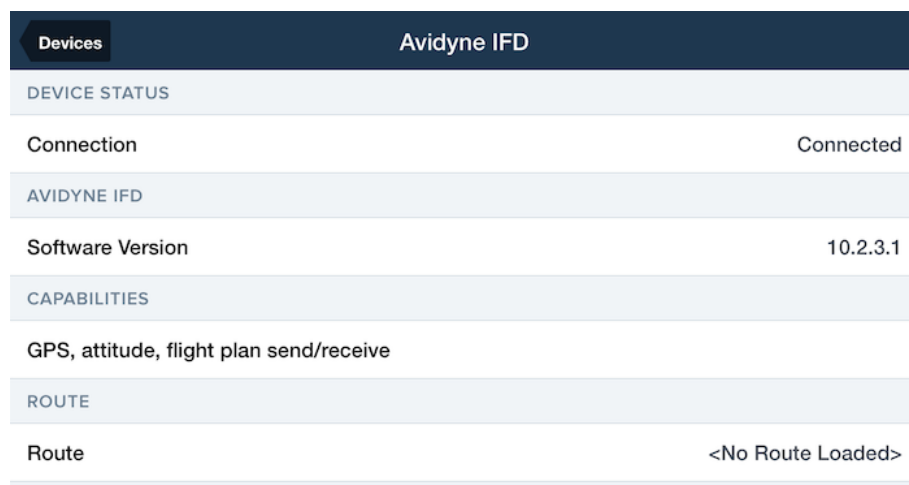 Devices Avidyne IFD
DEVICE STATUS
Connection Connected
AVIDYNE IFD
Software Version 10.2.3.1
CAPABILITIES
GPS, attitude, flight plan send/receive
ROUTE
Route <No Route Loaded>